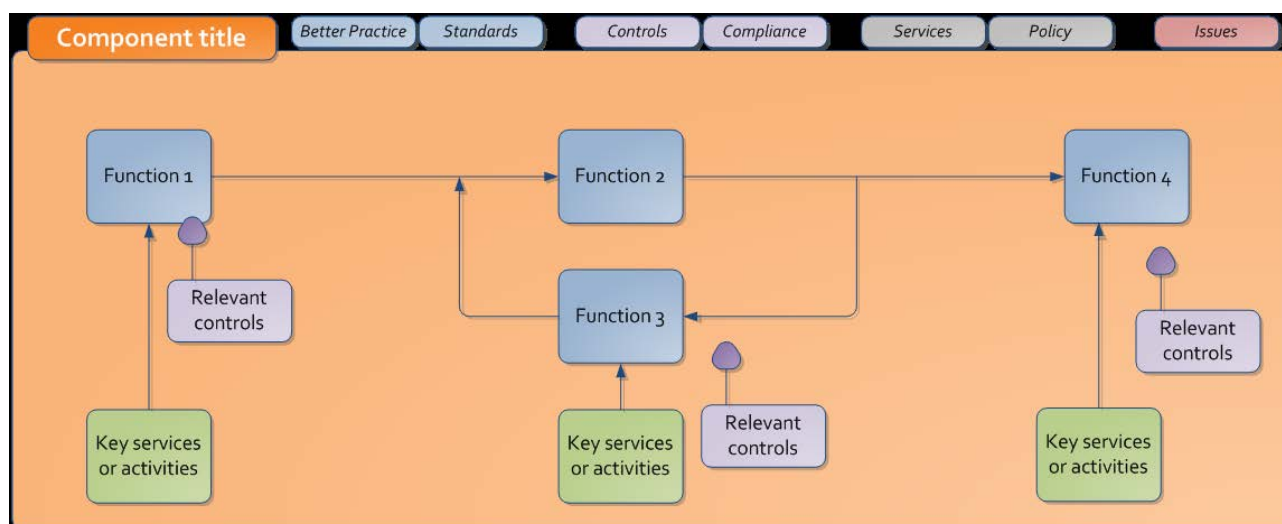 Component title
Better Practice
Standards
Controls
Compliance
Services
Policy
Issues
Function 1
Function 2
Function 4
Relevant
controls
Function 3
Relevant
controls
Key services
or activities
Key services
or activities
Relevant
controls
Key services
or activities